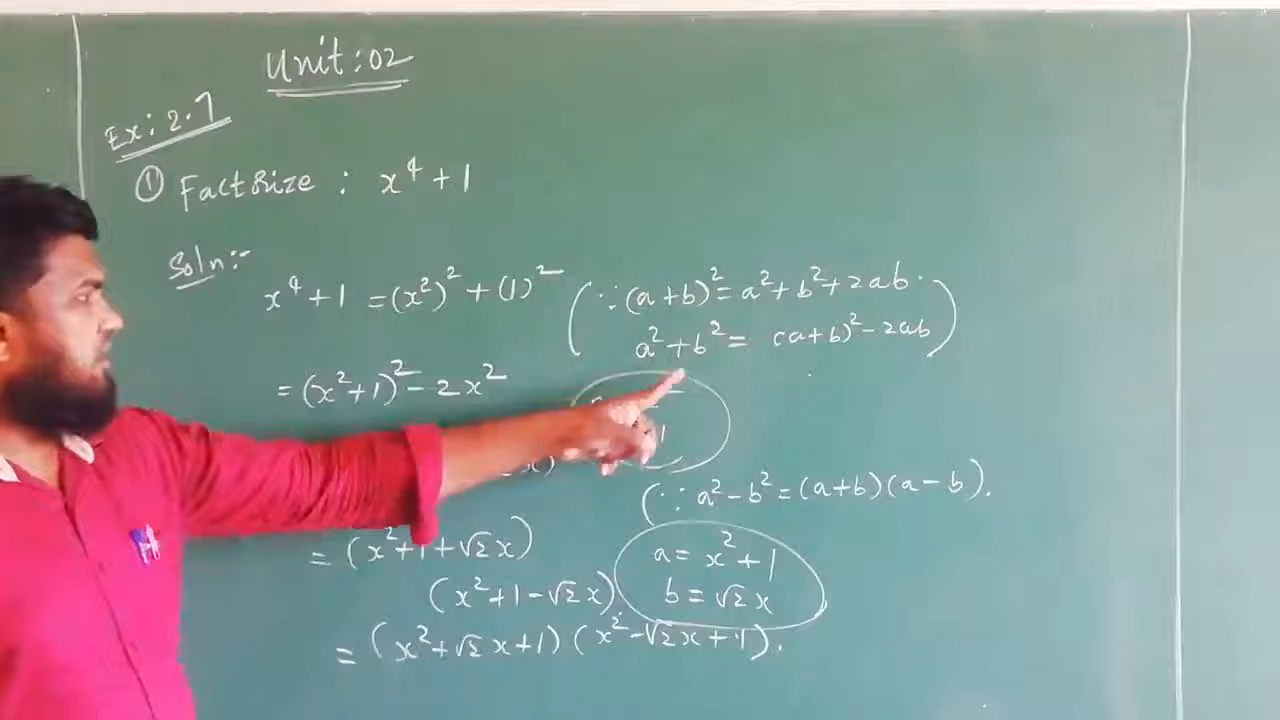 Unit:02
Ex: 2.7
① Factorize : x⁴ + 1
Soln:-
x⁴ + 1 = (x²)² + (1)² (∵ (a+b)² = a² + b² + 2ab.
a² + b² = (a+b)² - 2ab)
= (x²+1)² - 2x²
x)
(∵ a² - b² = (a+b)(a-b).
= (x²+1+√2x)
(x²+1-√2x)
a = x²+1
b = √2x
= (x²+√2x+1)(x²-√2x+1).